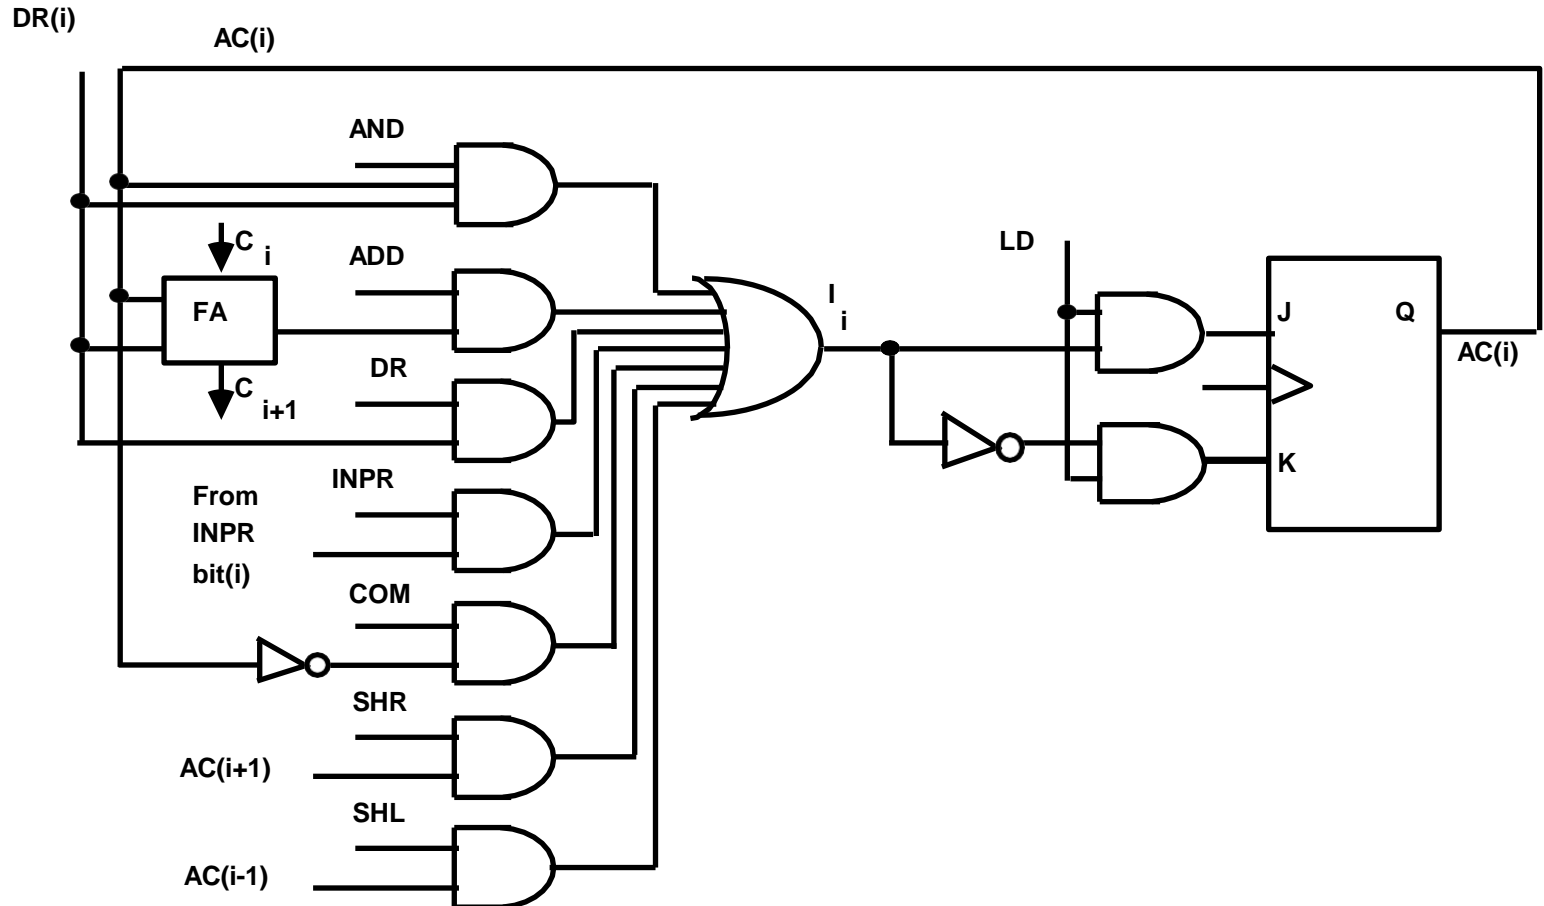 DR(i)
AC(i)
AND
C
i
ADD
FA
LD
I
i
J
Q
AC(i)
DR
C
i+1
K
INPR
From
INPR
bit(i)
COM
SHR
AC(i+1)
SHL
AC(i-1)